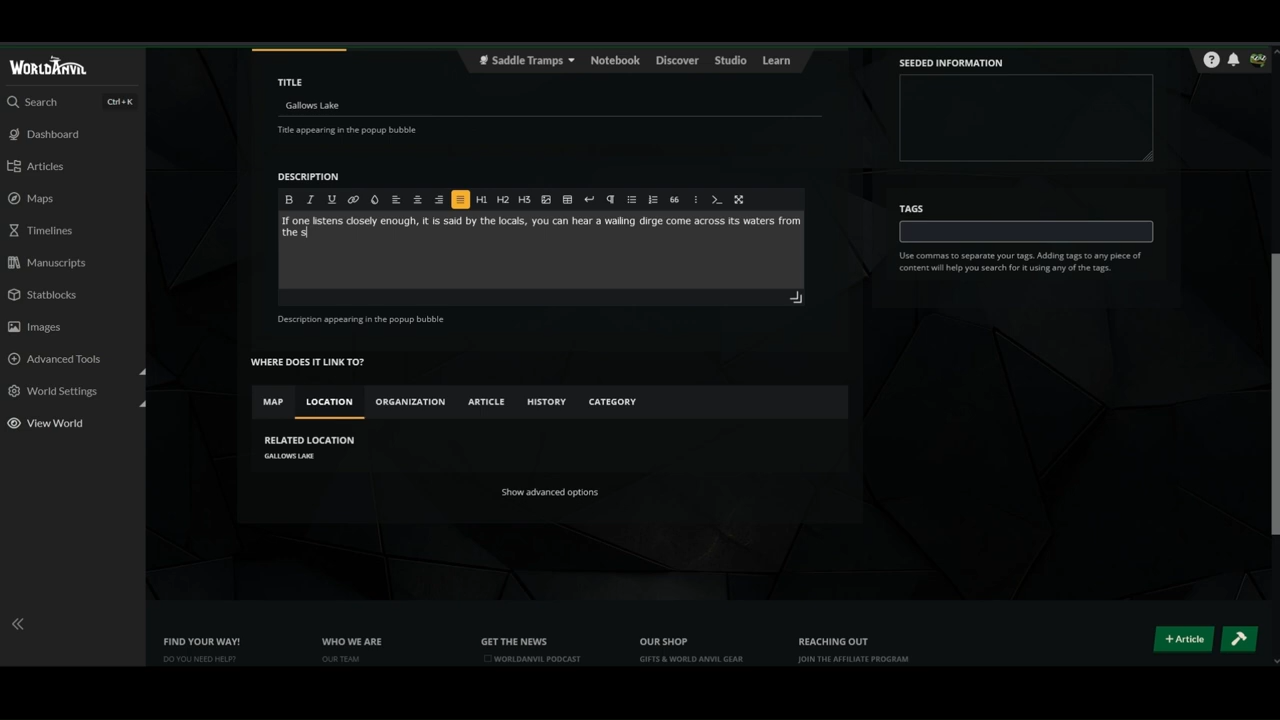 WORLDANVIL
Search
Ctrl+K
Dashboard
Articles
Maps
Timelines
Manuscripts
Statblocks
Images
Advanced Tools
World Settings
View World
Saddle Tramps
Notebook
Discover
Studio
Learn
TITLE
Gallows Lake
Title appearing in the popup bubble
DESCRIPTION
B I U H1 H2 H3 66
If one listens closely enough, it is said by the locals, you can hear a wailing dirge come across its waters from
the s
Description appearing in the popup bubble
WHERE DOES IT LINK TO?
MAP LOCATION ORGANIZATION ARTICLE HISTORY CATEGORY
RELATED LOCATION
GALLOWS LAKE
Show advanced options
SEEDED INFORMATION
TAGS
Use commas to separate your tags. Adding tags to any piece of
content will help you search for it using any of the tags.
FIND YOUR WAY!
DO YOU NEED HELP?
WHO WE ARE
OUR TEAM
GET THE NEWS
WORLDANVIL PODCAST
OUR SHOP
GIFTS & WORLD ANVIL GEAR
REACHING OUT
JOIN THE AFFILIATE PROGRAM
+ Article